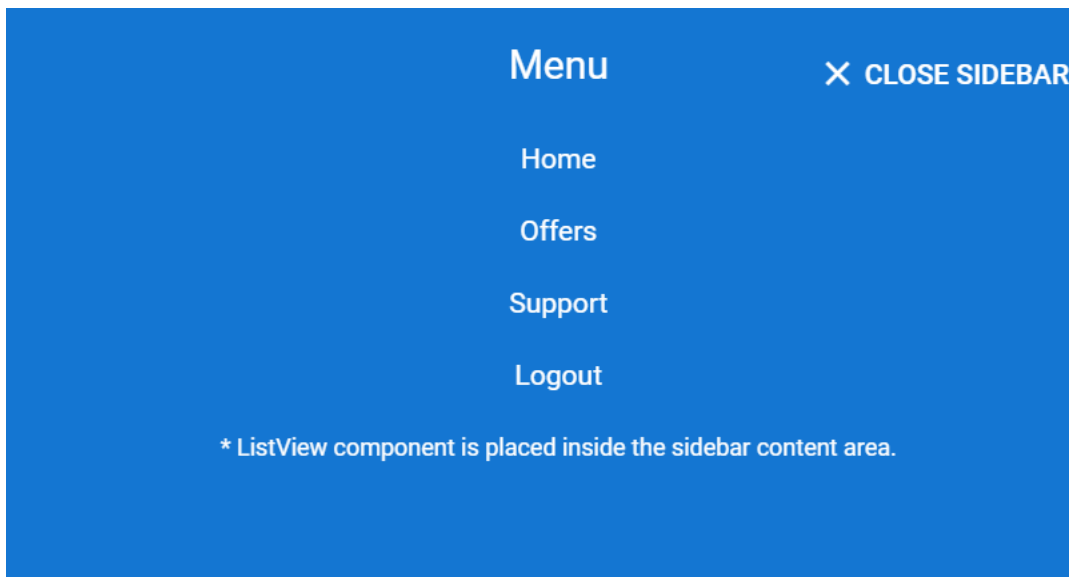 Menu
CLOSE SIDEBAR
Home
Offers
Support
Logout
* ListView component is placed inside the sidebar content area.